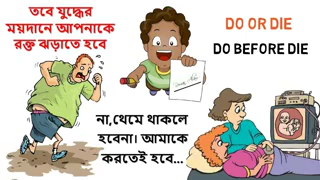 তবে যুদ্ধের
ময়দানে আপনাকে
রক্ত ঝড়াতে হবে
DO OR DIE
DO BEFORE DIE
না,থেমে থাকলে
হবেনা। আমাকে
করতেই হবে...